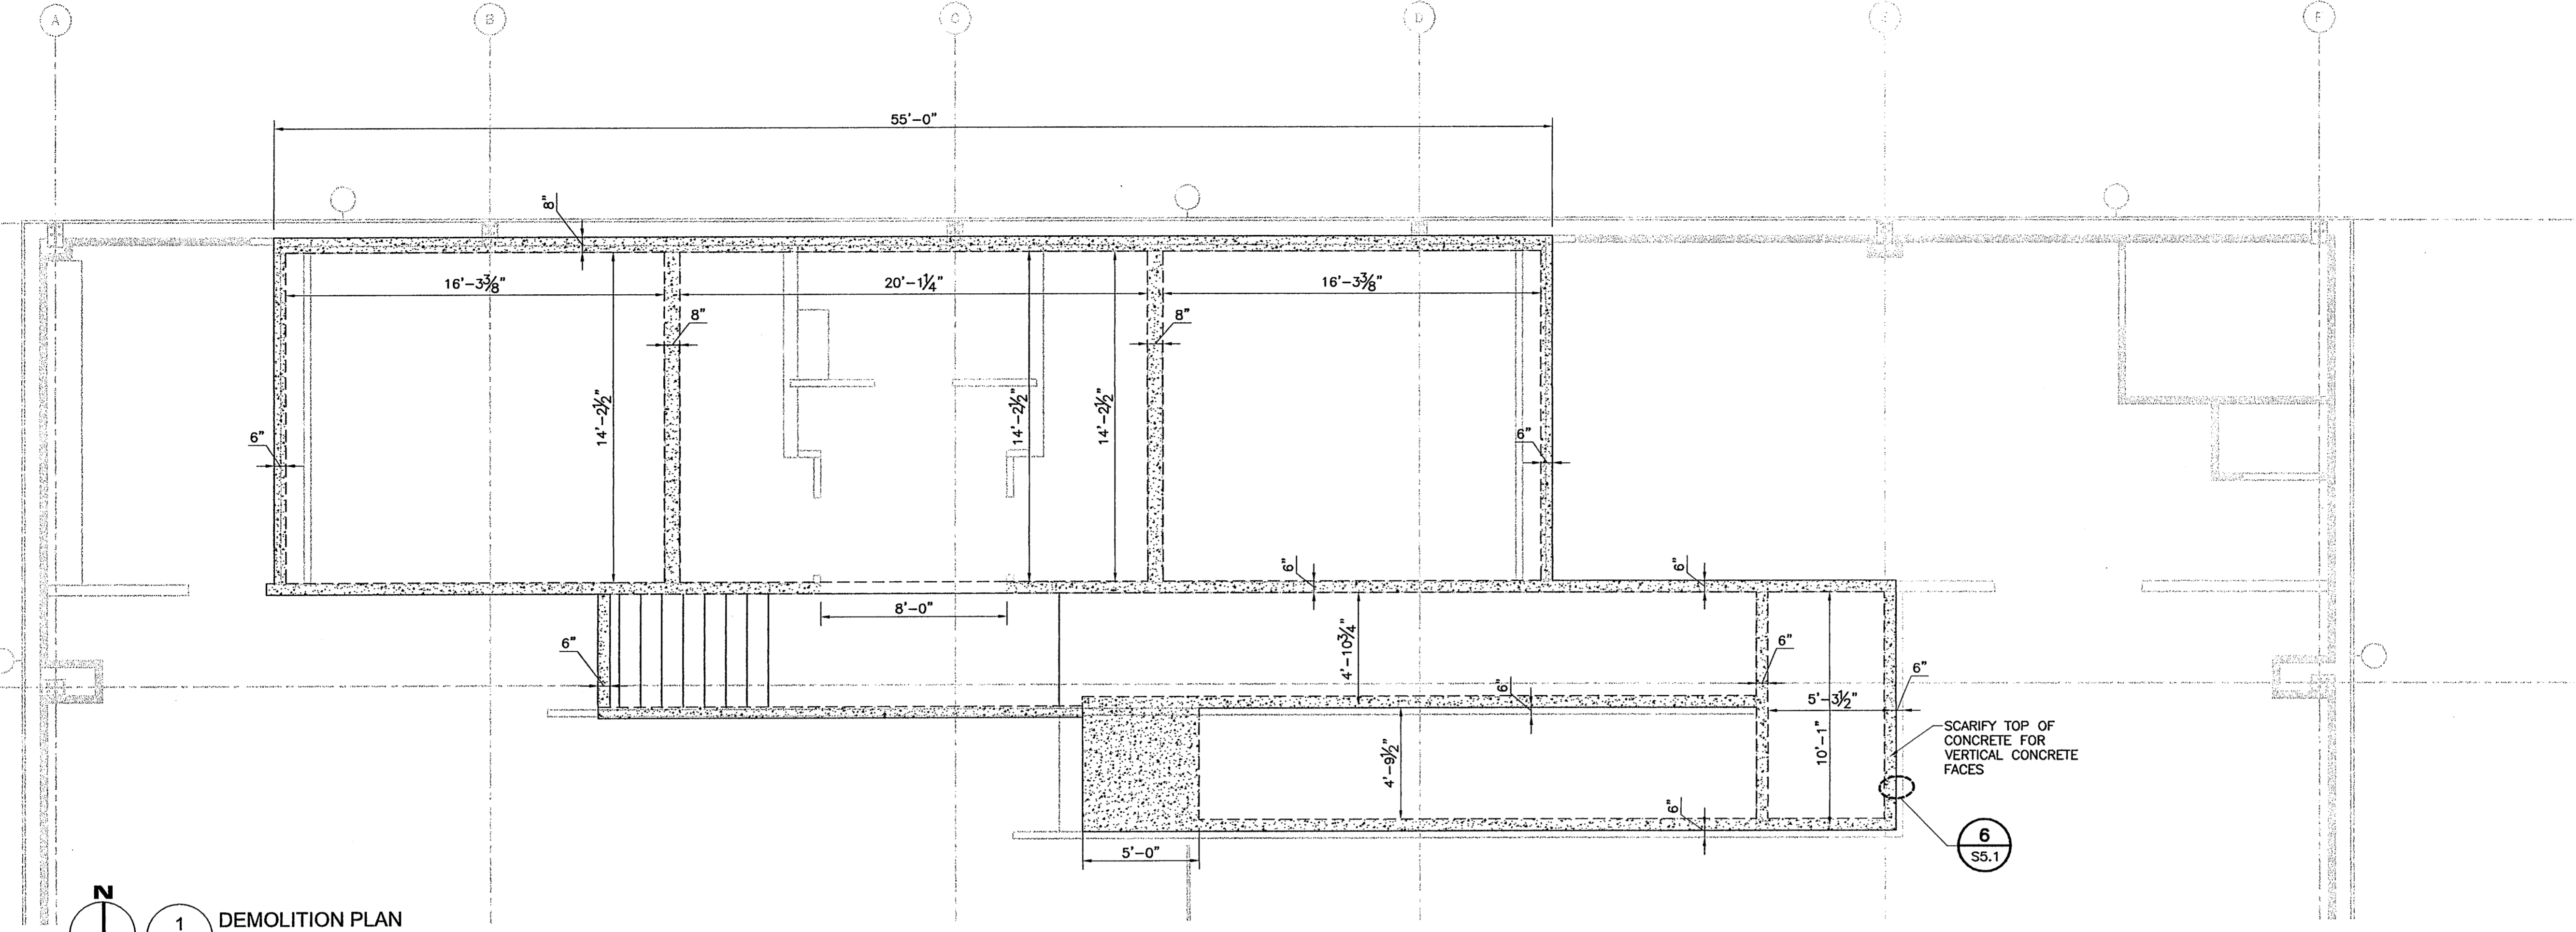 A
B
C
D
E
F
55'-0"
8"
16'-3⅜"
20'-1¼"
16'-3⅜"
8"
8"
14'-2½"
14'-2½"
14'-2½"
6"
6"
6"
6"
8'-0"
4'-10¾"
6"
6"
6"
6"
5'-3½"
SCARIFY TOP OF
CONCRETE FOR
VERTICAL CONCRETE
FACES
4'-9½"
10'-1"
6"
5'-0"
6
S5.1
N
1
DEMOLITION PLAN